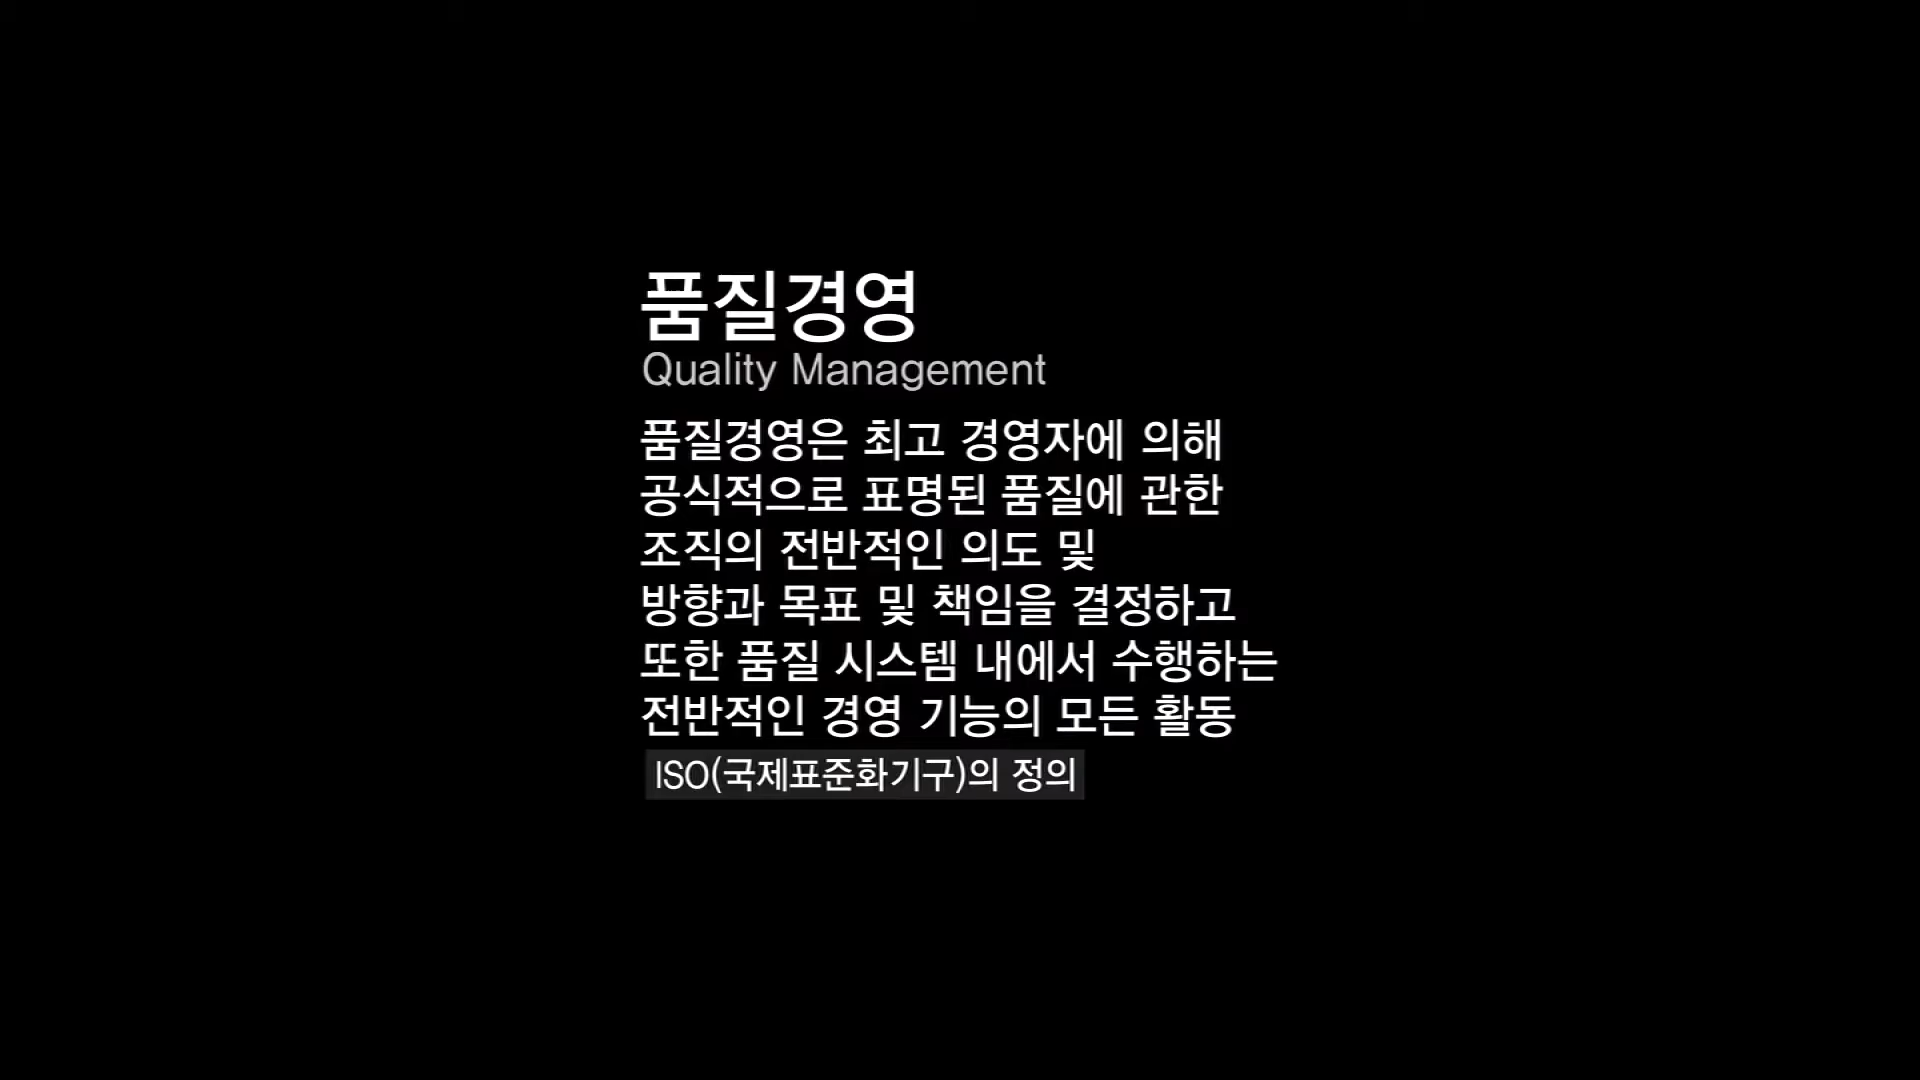 품질경영
Quality Management
품질경영은 최고 경영자에 의해
공식적으로 표명된 품질에 관한
조직의 전반적인 의도 및
방향과 목표 및 책임을 결정하고
또한 품질 시스템 내에서 수행하는
전반적인 경영 기능의 모든 활동
ISO(국제표준화기구)의 정의